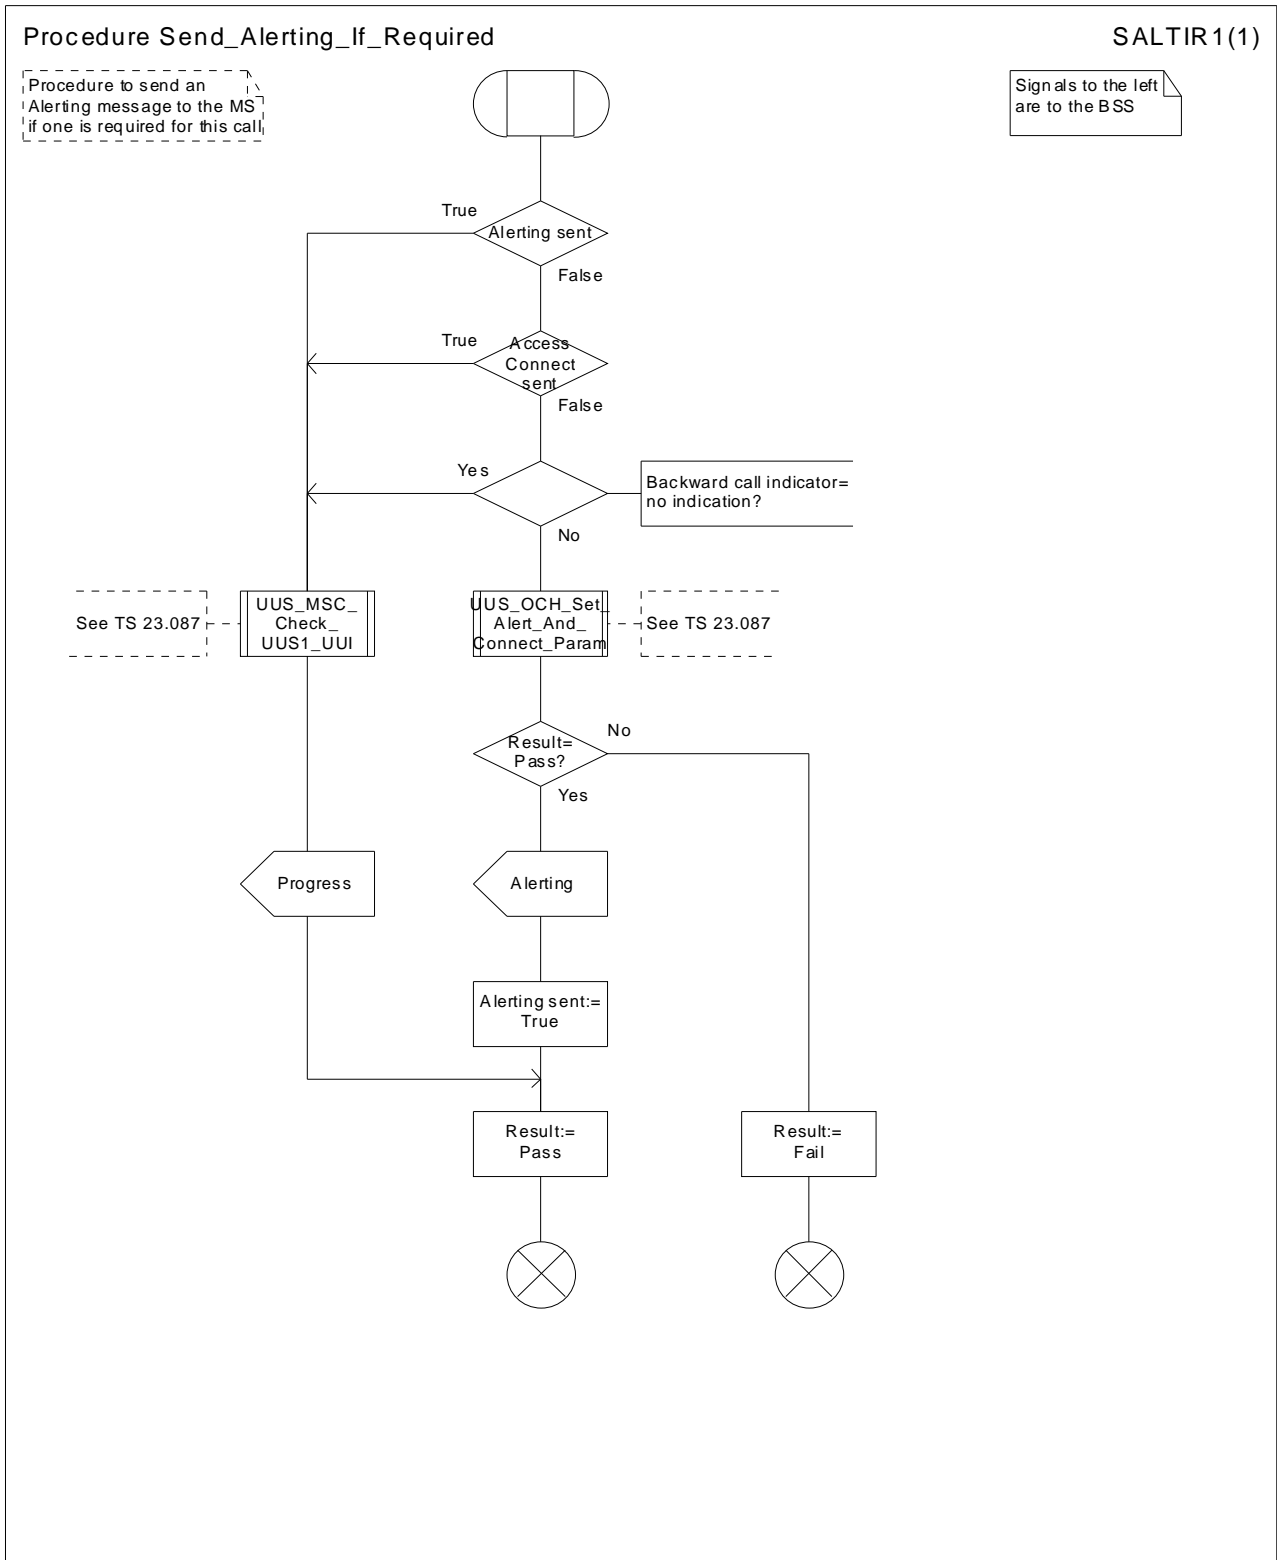 Procedure Send_Alerting_If_Required
SALTIR1(1)
Procedure to send an
Alerting message to the MS
if one is required for this call
Signals to the left
are to the BSS
True
Alerting sent
False
True
Access
Connect
sent
False
Yes
Backward call indicator=
no indication?
No
See TS 23.087
UUS_MSC_
Check_
UUS1_UUI
UUS_OCH_Set_
Alert_And_
Connect_Param
See TS 23.087
Result=
Pass?
No
Yes
Progress
Alerting
Alerting sent:=
True
Result:=
Pass
Result:=
Fail